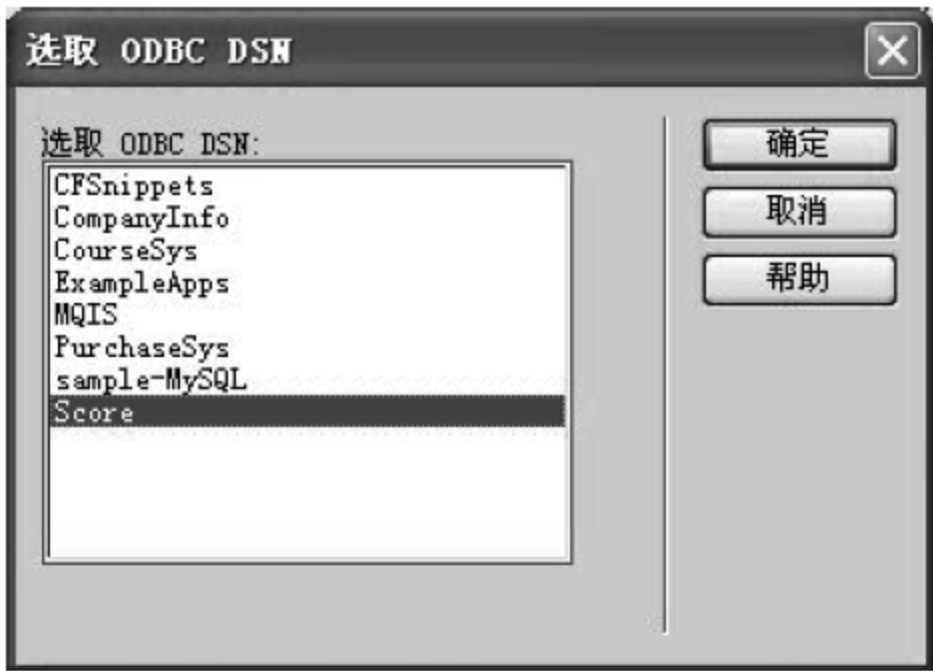 选取 ODBC DSN
选取 ODBC DSN:
CFSnippets
CompanyInfo
CourseSys
ExampleApps
MQIS
PurchaseSys
sample-MySQL
Score
确定
取消
帮助